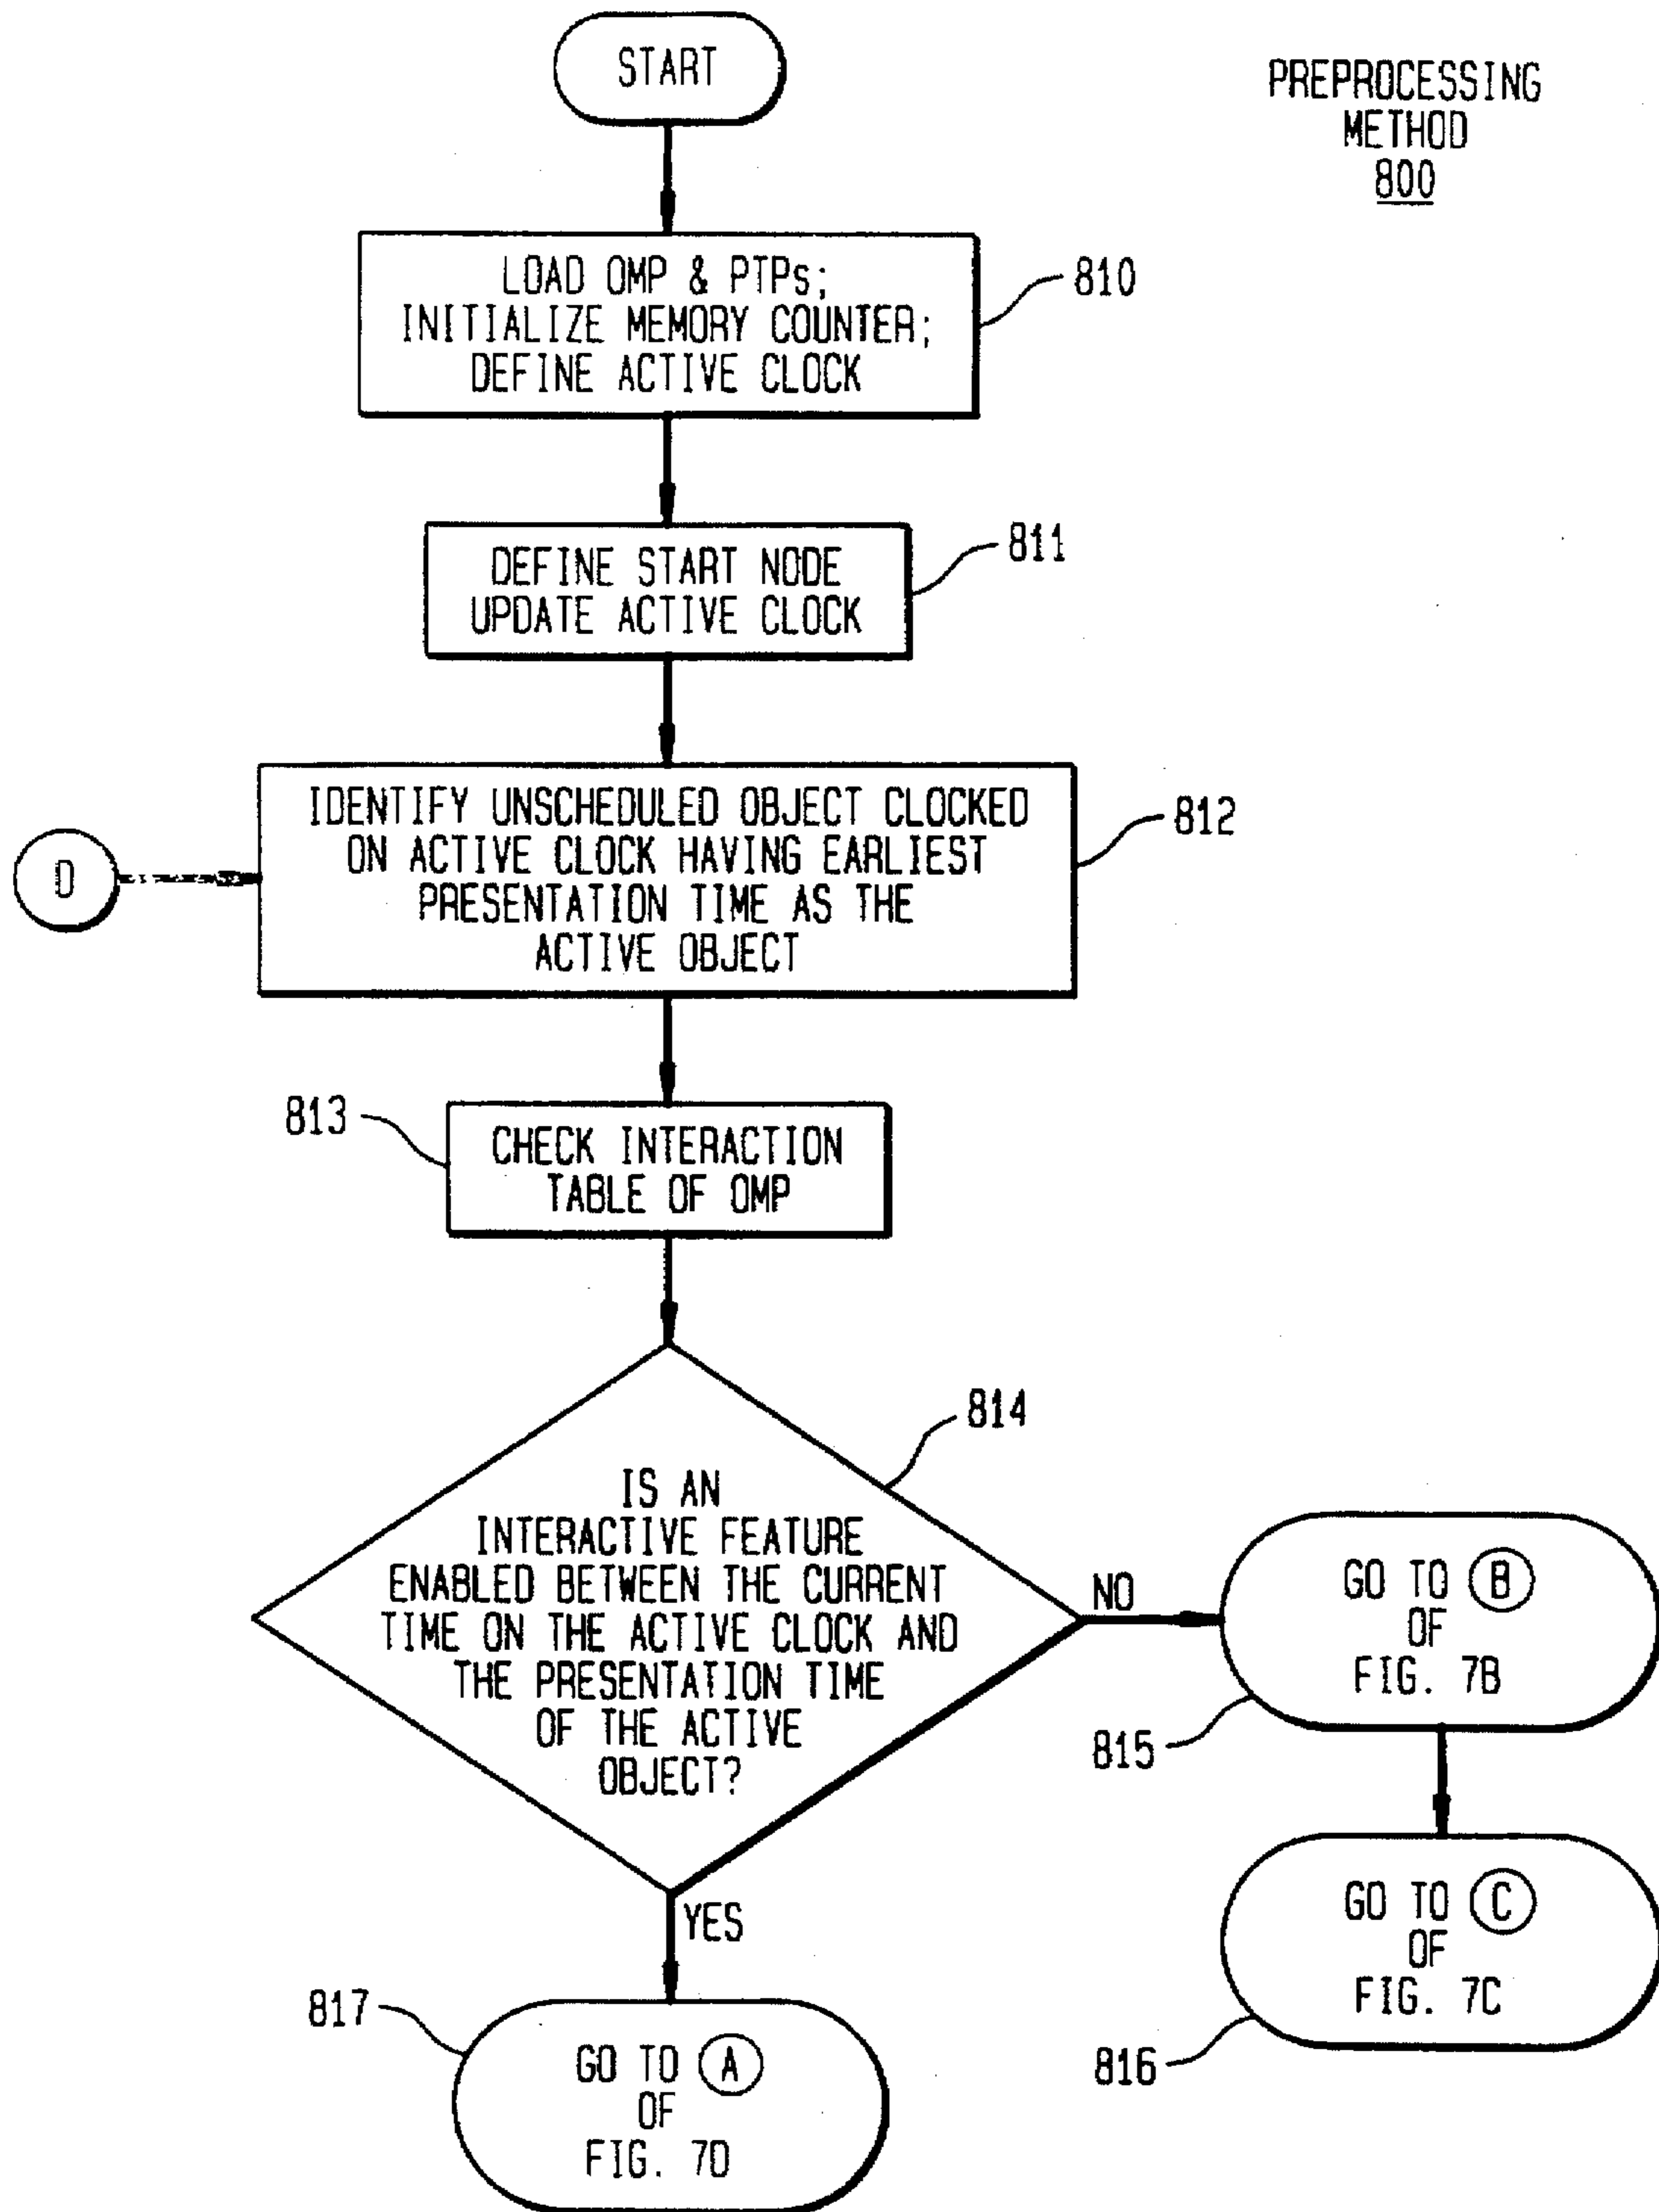 START
PREPROCESSING
METHOD
800
LOAD OMP & PTPs;
INITIALIZE MEMORY COUNTER;
DEFINE ACTIVE CLOCK
810
DEFINE START NODE
UPDATE ACTIVE CLOCK
811
IDENTIFY UNSCHEDULED OBJECT CLOCKED
ON ACTIVE CLOCK HAVING EARLIEST
PRESENTATION TIME AS THE
ACTIVE OBJECT
812
D
813
CHECK INTERACTION
TABLE OF OMP
814
IS AN
INTERACTIVE FEATURE
ENABLED BETWEEN THE CURRENT
TIME ON THE ACTIVE CLOCK AND
THE PRESENTATION TIME
OF THE ACTIVE
OBJECT?
NO
GO TO B
OF
FIG. 7B
815
GO TO C
OF
FIG. 7C
816
YES
817
GO TO A
OF
FIG. 7D